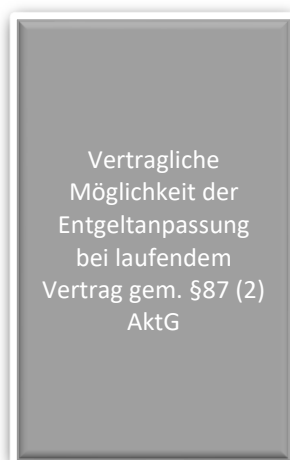 Vertragliche
Möglichkeit der
Entgeltanpassung
bei laufendem
Vertrag gem. §87 (2)
AktG